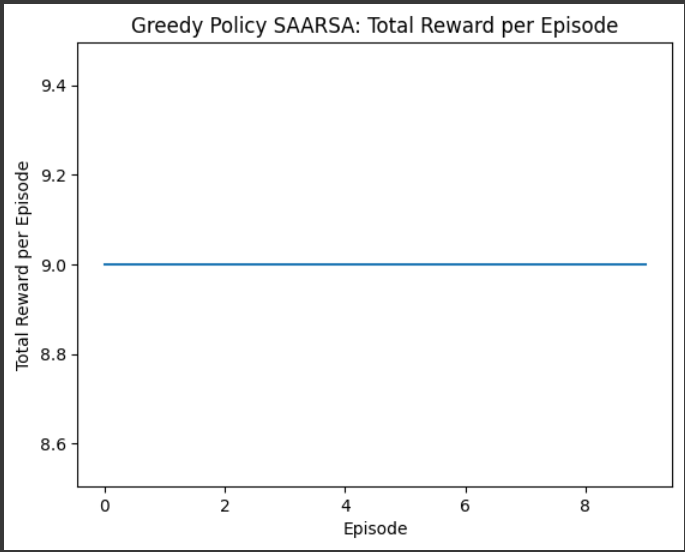 Greedy Policy SAARSA: Total Reward per Episode
Total Reward per Episode
9.4
9.2
9.0
8.8
8.6
0 2 4 6 8
Episode